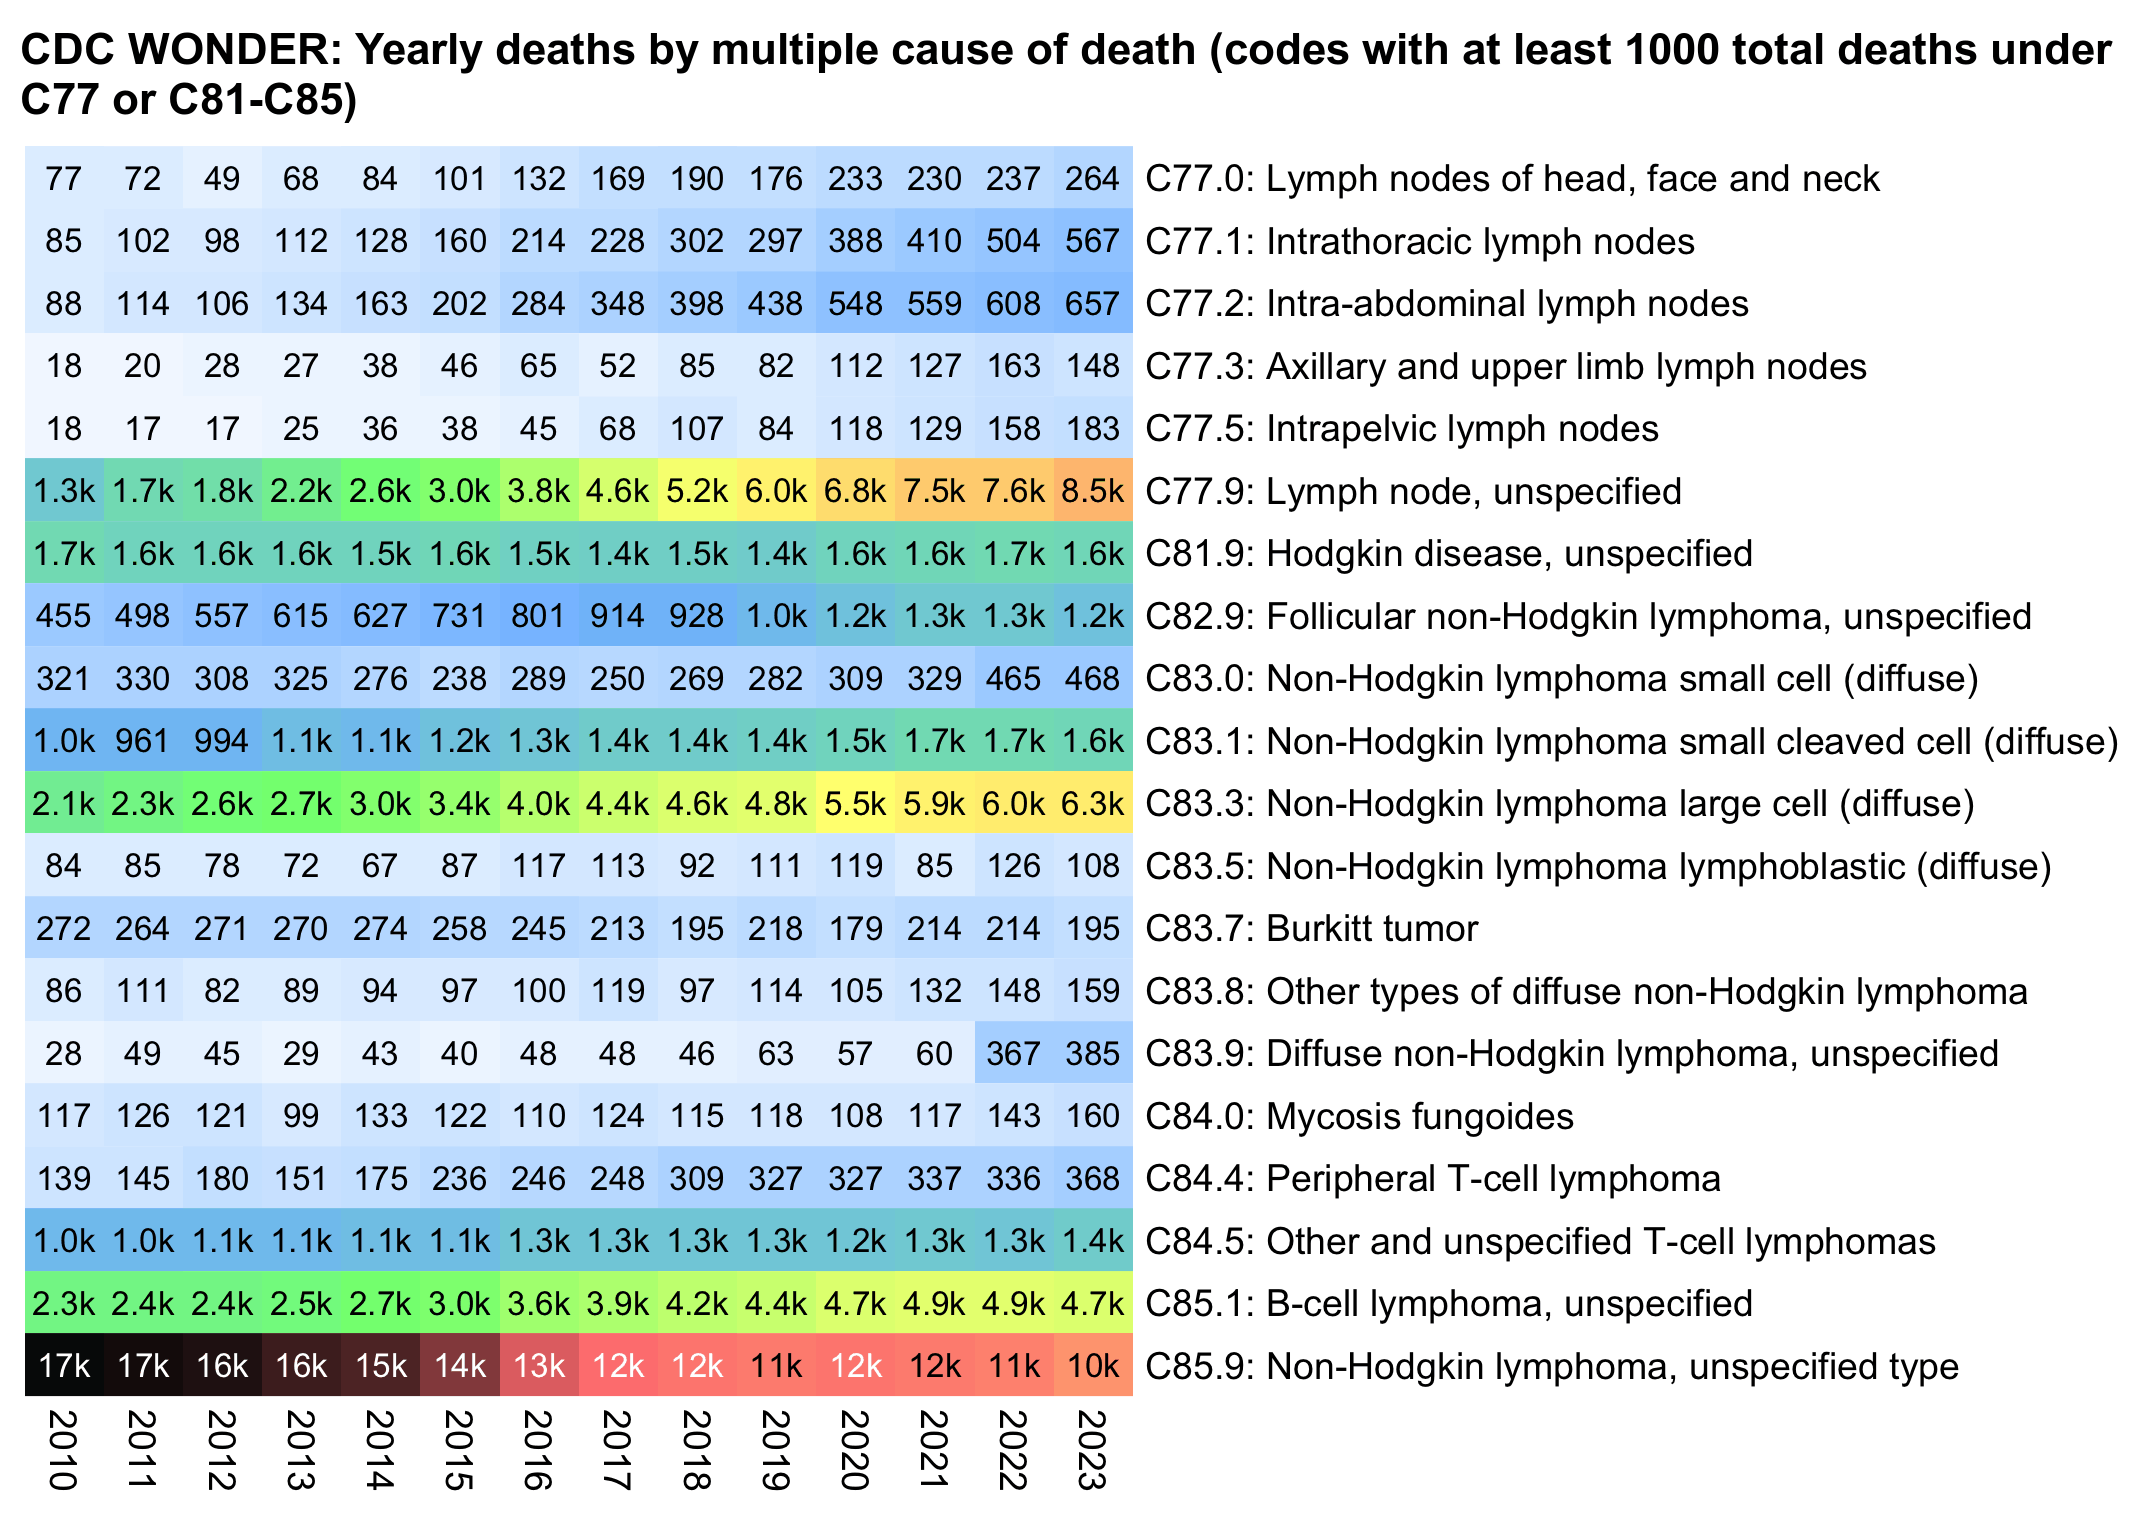 CDC WONDER: Yearly deaths by multiple cause of death (codes with at least 1000 total deaths under
C77 or C81-C85)
77 72 49 68 84 101 132 169 190 176 233 230 237 264 C77.0: Lymph nodes of head, face and neck
85 102 98 112 128 160 214 228 302 297 388 410 504 567 C77.1: Intrathoracic lymph nodes
88 114 106 134 163 202 284 348 398 438 548 559 608 657 C77.2: Intra-abdominal lymph nodes
18 20 28 27 38 46 65 52 85 82 112 127 163 148 C77.3: Axillary and upper limb lymph nodes
18 17 17 25 36 38 45 68 107 84 118 129 158 183 C77.5: Intrapelvic lymph nodes
1.3k 1.7k 1.8k 2.2k 2.6k 3.0k 3.8k 4.6k 5.2k 6.0k 6.8k 7.5k 7.6k 8.5k C77.9: Lymph node, unspecified
1.7k 1.6k 1.6k 1.6k 1.5k 1.6k 1.5k 1.4k 1.5k 1.4k 1.6k 1.6k 1.7k 1.6k C81.9: Hodgkin disease, unspecified
455 498 557 615 627 731 801 914 928 1.0k 1.2k 1.3k 1.3k 1.2k C82.9: Follicular non-Hodgkin lymphoma, unspecified
321 330 308 325 276 238 289 250 269 282 309 329 465 468 C83.0: Non-Hodgkin lymphoma small cell (diffuse)
1.0k 961 994 1.1k 1.1k 1.2k 1.3k 1.4k 1.4k 1.4k 1.5k 1.7k 1.7k 1.6k C83.1: Non-Hodgkin lymphoma small cleaved cell (diffuse)
2.1k 2.3k 2.6k 2.7k 3.0k 3.4k 4.0k 4.4k 4.6k 4.8k 5.5k 5.9k 6.0k 6.3k C83.3: Non-Hodgkin lymphoma large cell (diffuse)
84 85 78 72 67 87 117 113 92 111 119 85 126 108 C83.5: Non-Hodgkin lymphoma lymphoblastic (diffuse)
272 264 271 270 274 258 245 213 195 218 179 214 214 195 C83.7: Burkitt tumor
86 111 82 89 94 97 100 119 97 114 105 132 148 159 C83.8: Other types of diffuse non-Hodgkin lymphoma
28 49 45 29 43 40 48 48 46 63 57 60 367 385 C83.9: Diffuse non-Hodgkin lymphoma, unspecified
117 126 121 99 133 122 110 124 115 118 108 117 143 160 C84.0: Mycosis fungoides
139 145 180 151 175 236 246 248 309 327 327 337 336 368 C84.4: Peripheral T-cell lymphoma
1.0k 1.0k 1.1k 1.1k 1.1k 1.1k 1.3k 1.3k 1.3k 1.3k 1.2k 1.3k 1.3k 1.4k C84.5: Other and unspecified T-cell lymphomas
2.3k 2.4k 2.4k 2.5k 2.7k 3.0k 3.6k 3.9k 4.2k 4.4k 4.7k 4.9k 4.9k 4.7k C85.1: B-cell lymphoma, unspecified
17k 17k 16k 16k 15k 14k 13k 12k 12k 11k 12k 12k 11k 10k C85.9: Non-Hodgkin lymphoma, unspecified type
2010 2011 2012 2013 2014 2015 2016 2017 2018 2019 2020 2021 2022 2023